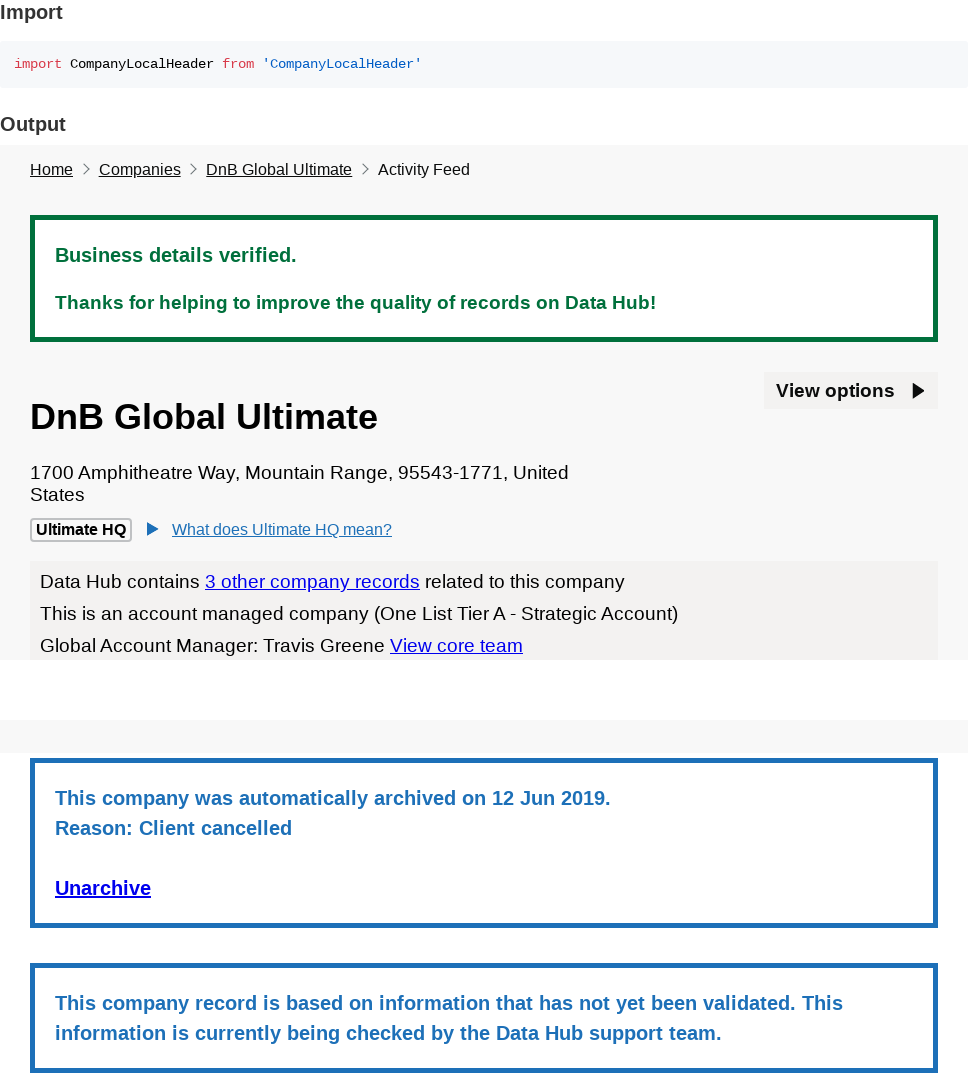 Import
import CompanyLocalHeader from 'CompanyLocalHeader'
Output
Home Companies DnB Global Ultimate Activity Feed
Business details verified.
Thanks for helping to improve the quality of records on Data Hub!
View options
DnB Global Ultimate
1700 Amphitheatre Way, Mountain Range, 95543-1771, United
States
Ultimate HQ What does Ultimate HQ mean?
Data Hub contains 3 other company records related to this company
This is an account managed company (One List Tier A - Strategic Account)
Global Account Manager: Travis Greene View core team
This company was automatically archived on 12 Jun 2019.
Reason: Client cancelled
Unarchive
This company record is based on information that has not yet been validated. This
information is currently being checked by the Data Hub support team.